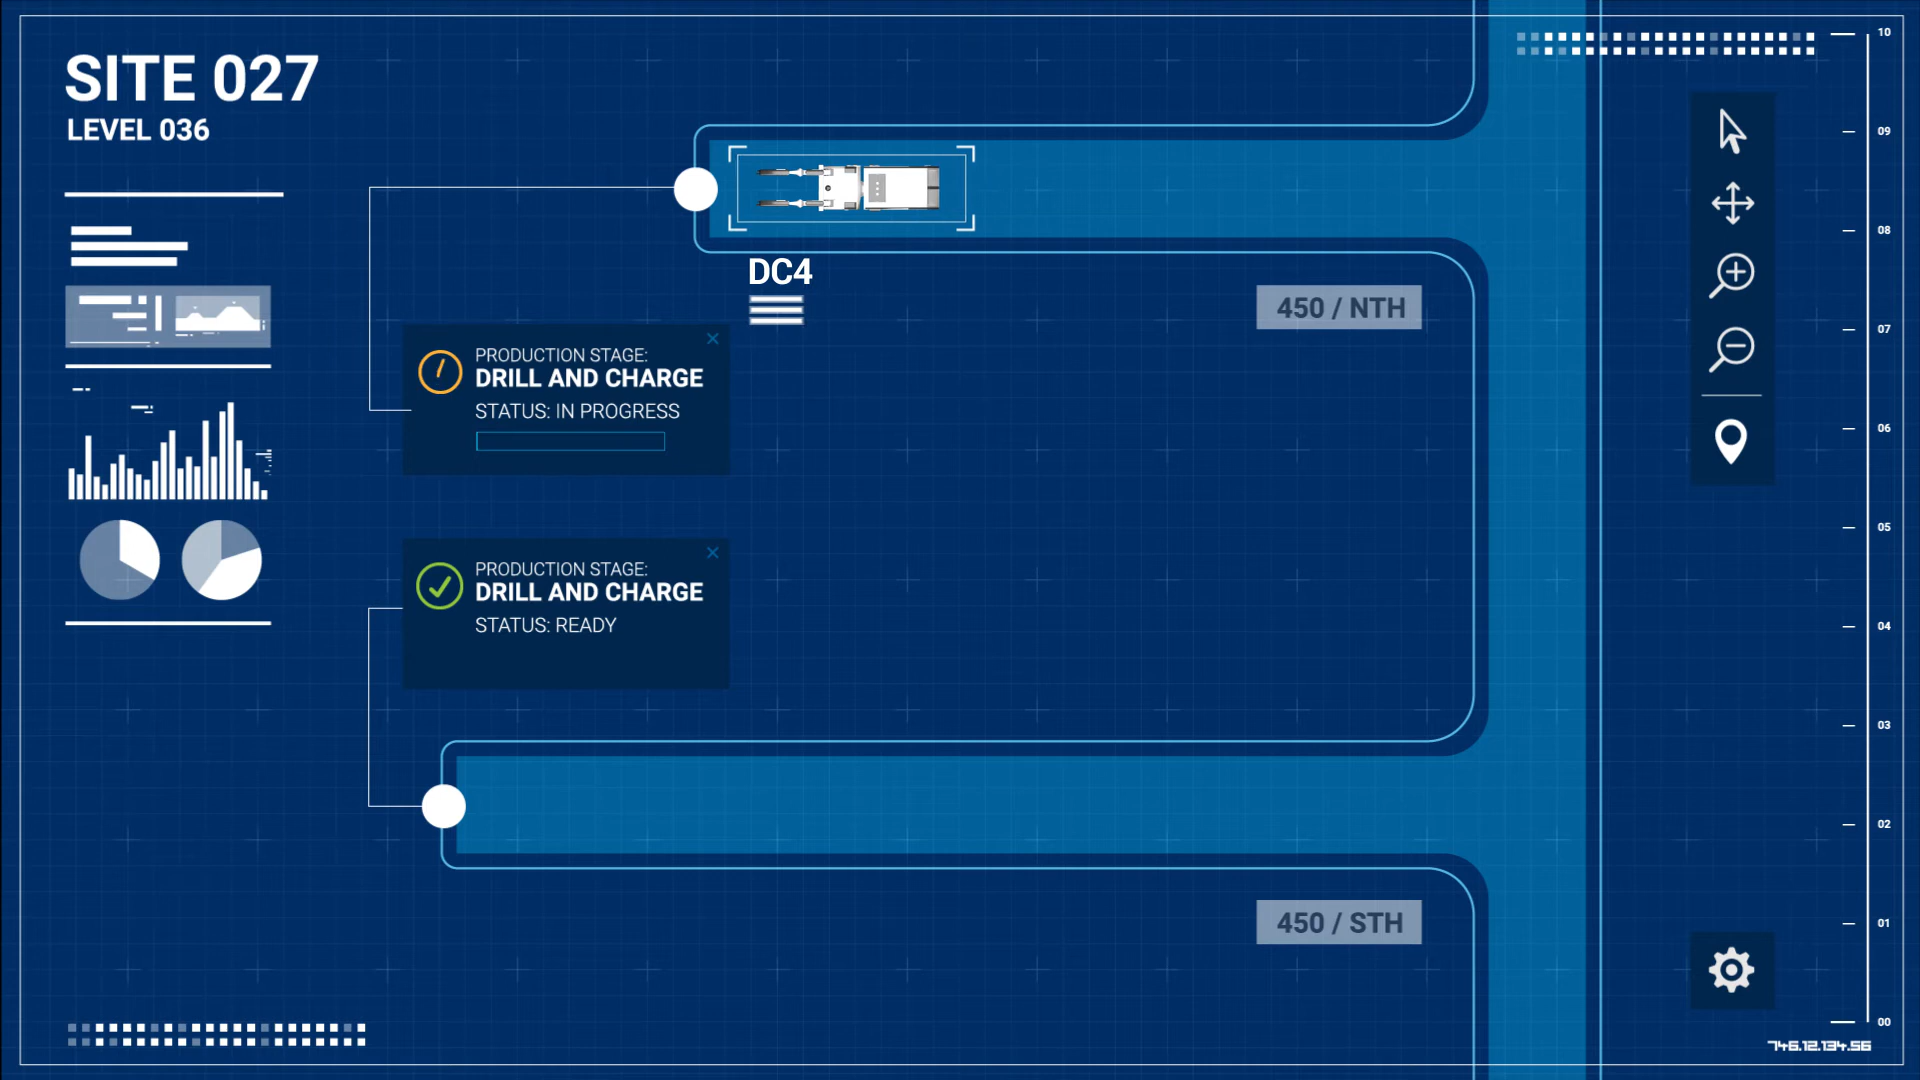 SITE 027
LEVEL 036
DC4
450 / NTH
PRODUCTION STAGE:
DRILL AND CHARGE
STATUS: IN PROGRESS
PRODUCTION STAGE:
DRILL AND CHARGE
STATUS: READY
450 / STH
10
09
08
07
06
05
04
03
02
01
00
746.12.134.56